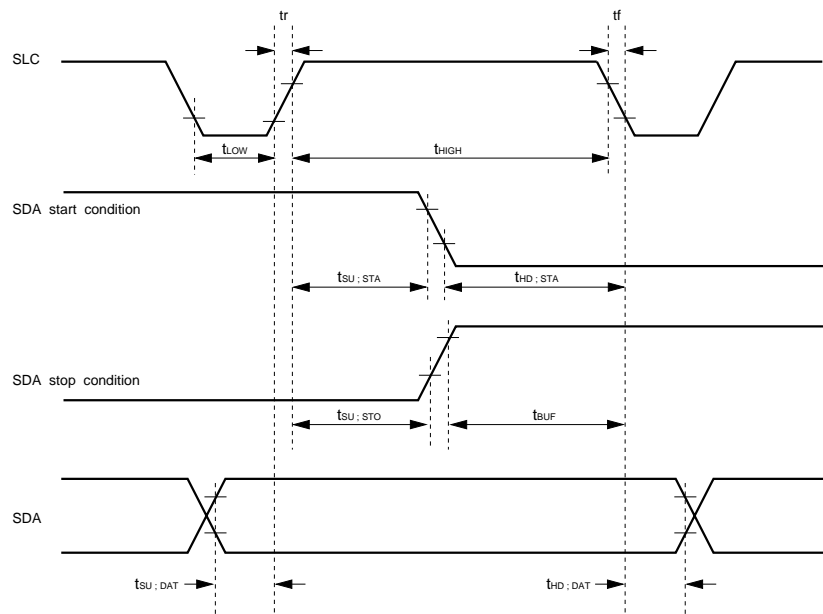 tr tf
SLC
tLOW tHIGH
SDA start condition
tSU ; STA tHD ; STA
SDA stop condition
tSU ; STO tBUF
SDA
tSU ; DAT tHD ; DAT